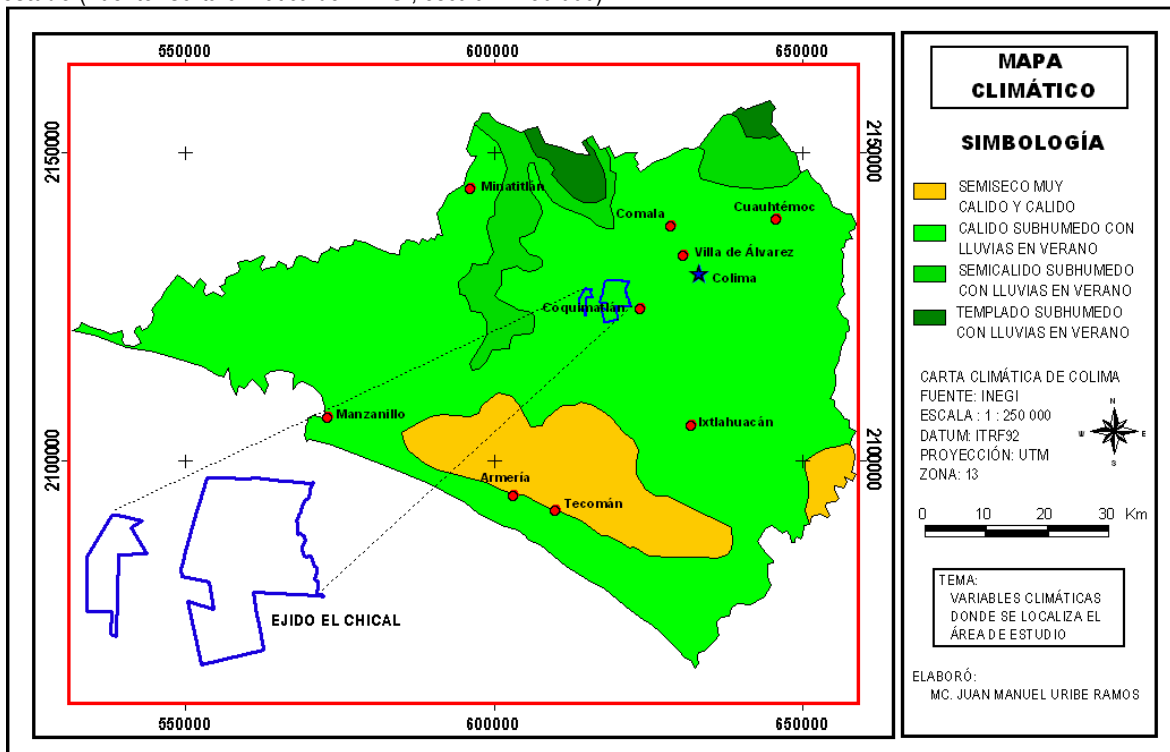 550000
600000
650000
2150000
2150000
Minatitlán
Comala
Cuauhtémoc
Villa de Álvarez
Colima
Manzanillo
Ixtlahuacán
2100000
2100000
Armería
Tecomán
EJIDO EL CHICAL
550000
600000
650000
MAPA
CLIMÁTICO
SIMBOLOGÍA
SEMISECO MUY
CALIDO Y CALIDO
CALIDO SUBHUMEDO CON
LLUVIAS EN VERANO
SEMICALIDO SUBHUMEDO
CON LLUVIAS EN VERANO
TEMPLADO SUBHUMEDO
CON LLUVIAS EN VERANO
CARTA CLIMÁTICA DE COLIMA
FUENTE: INEGI
ESCALA : 1 : 250 000
DATUM: ITRF92
PROYECCIÓN: UTM
ZONA: 13
N
W
E
S
0 10 20 30 Km
TEMA:
VARIABLES CLIMÁTICAS
DONDE SE LOCALIZA EL
ÁREA DE ESTUDIO
ELABORÓ:
MC. JUAN MANUEL URIBE RAMOS